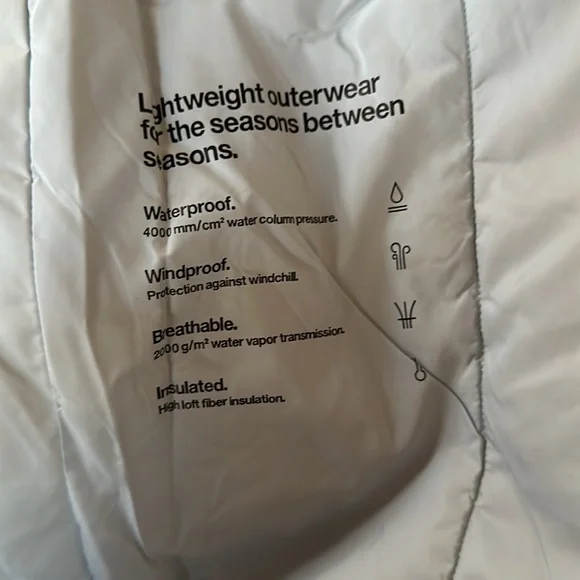 Lightweight outerwear
for the seasons between
seasons.
Waterproof.
4000 mm/cm² water column pressure.
Windproof.
Protection against windchill.
Breathable.
2000 g/m² water vapor transmission.
Insulated.
High loft fiber insulation.